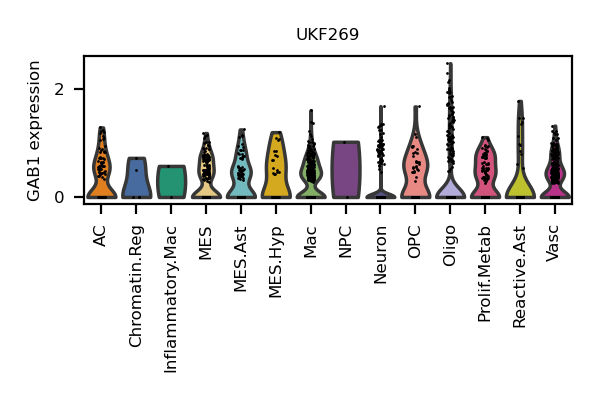 UKF269
GAB1 expression
2
0
AC
Chromatin.Reg
Inflammatory.Mac
MES
MES.Ast
MES.Hyp
Mac
NPC
Neuron
OPC
Oligo
Prolif.Metab
Reactive.Ast
Vasc